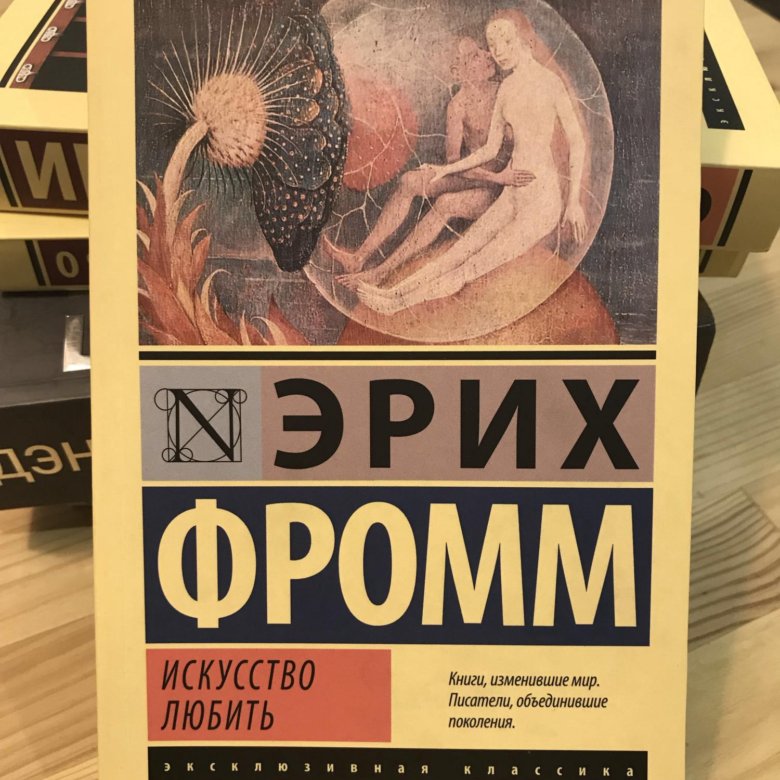 N
ЭРИХ
ФРОММ
ИСКУССТВО
ЛЮБИТЬ
Книги, изменившие мир.
Писатели, объединившие
поколения.
эксклюзивная классика